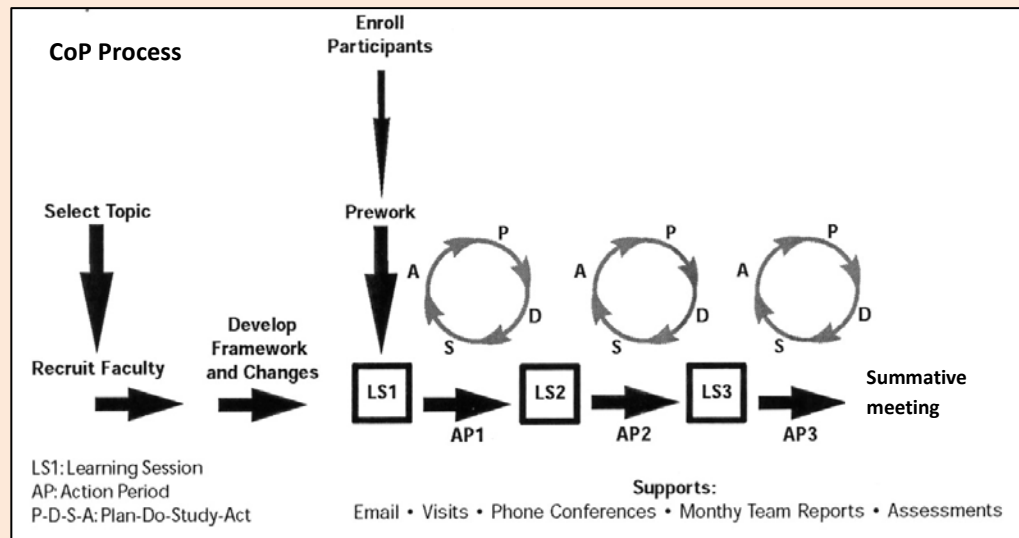 CoP Process
Enroll
Participants
Select Topic
Prework
P
A
D
S
P
A
D
S
P
A
D
S
Recruit Faculty
Develop
Framework
and Changes
LS1
AP1
LS2
AP2
LS3
AP3
Summative
meeting
LS1: Learning Session
AP: Action Period
P-D-S-A: Plan-Do-Study-Act
Supports:
Email • Visits • Phone Conferences • Monthy Team Reports • Assessments